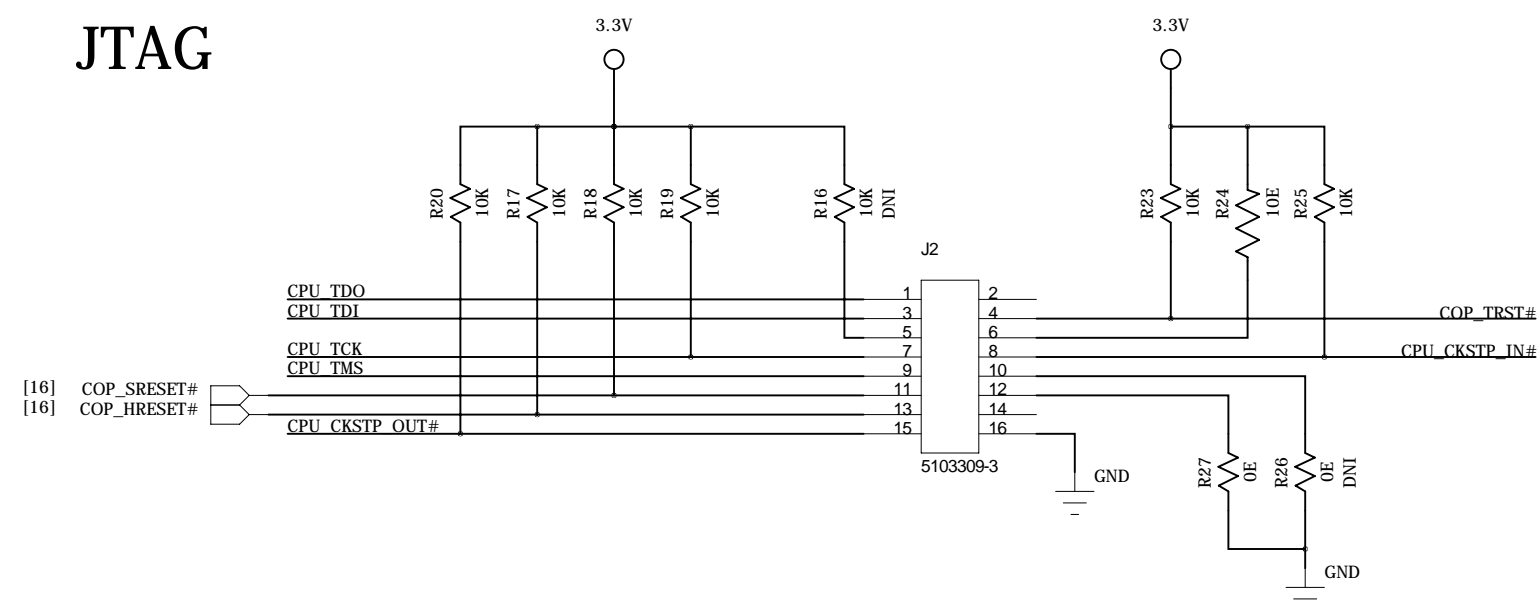 JTAG
3.3V
3.3V
R20
10K
R17
10K
R18
10K
R19
10K
R16
10K
DNI
R23
10K
R24
10E
R25
10K
J2
CPU_TDO
1
2
CPU_TDI
3
4
COP_TRST#
5
6
CPU_TCK
7
8
CPU_CKSTP_IN#
CPU_TMS
9
10
[16] COP_SRESET#
11
12
[16] COP_HRESET#
13
14
CPU_CKSTP_OUT#
15
16
5103309-3
GND
R27
0E
R26
0E
DNI
GND